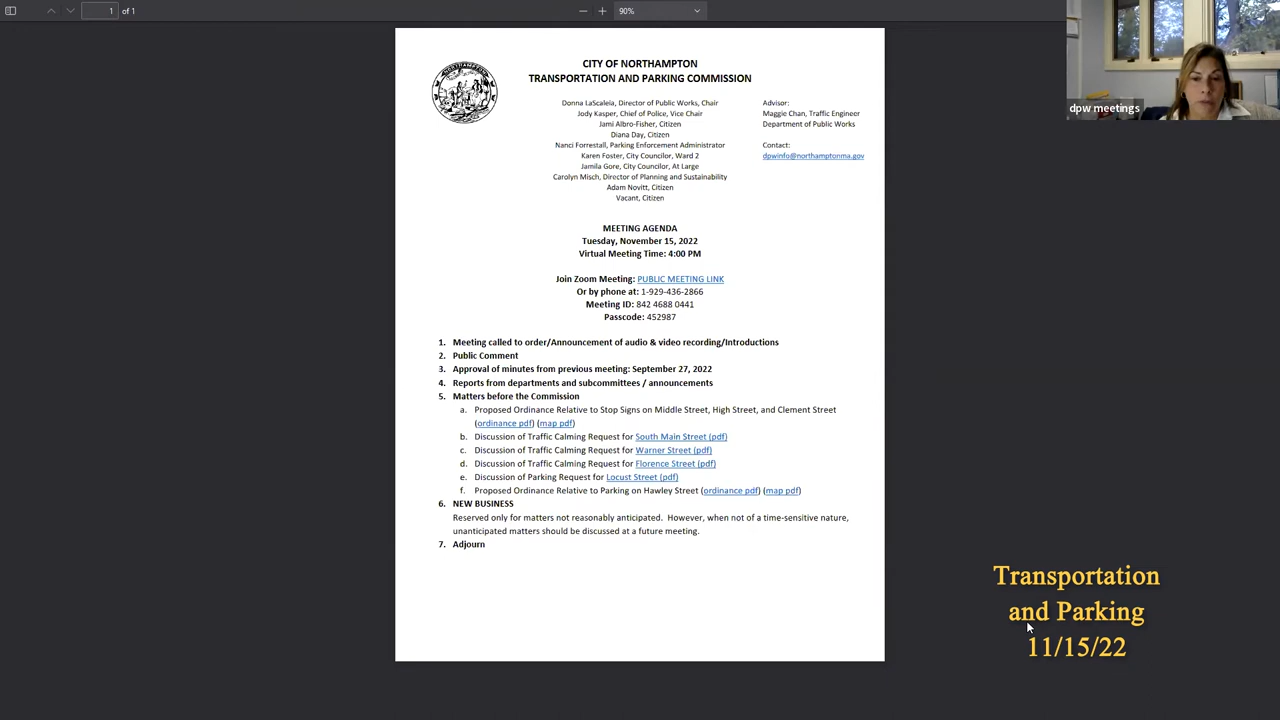 1 of 1
90%
dpw meetings
CITY OF NORTHAMPTON
TRANSPORTATION AND PARKING COMMISSION
Donna LaScaleia, Director of Public Works, Chair
Jody Kasper, Chief of Police, Vice Chair
Jami Albro-Fisher, Citizen
Diana Day, Citizen
Nanci Forrestall, Parking Enforcement Administrator
Karen Foster, City Councilor, Ward 2
Jamila Gore, City Councilor, At Large
Carolyn Misch, Director of Planning and Sustainability
Adam Novitt, Citizen
Vacant, Citizen
Advisor:
Maggie Chan, Traffic Engineer
Department of Public Works
Contact:
dpwinfo@northamptonma.gov
MEETING AGENDA
Tuesday, November 15, 2022
Virtual Meeting Time: 4:00 PM
Join Zoom Meeting: PUBLIC MEETING LINK
Or by phone at: 1-929-436-2866
Meeting ID: 842 4688 0441
Passcode: 452987
1. Meeting called to order/Announcement of audio & video recording/Introductions
2. Public Comment
3. Approval of minutes from previous meeting: September 27, 2022
4. Reports from departments and subcommittees / announcements
5. Matters before the Commission
a. Proposed Ordinance Relative to Stop Signs on Middle Street, High Street, and Clement Street
(ordinance pdf) (map pdf)
b. Discussion of Traffic Calming Request for South Main Street (pdf)
c. Discussion of Traffic Calming Request for Warner Street (pdf)
d. Discussion of Traffic Calming Request for Florence Street (pdf)
e. Discussion of Parking Request for Locust Street (pdf)
f. Proposed Ordinance Relative to Parking on Hawley Street (ordinance pdf) (map pdf)
6. NEW BUSINESS
Reserved only for matters not reasonably anticipated. However, when not of a time-sensitive nature,
unanticipated matters should be discussed at a future meeting.
7. Adjourn
Transportation
and Parking
11/15/22